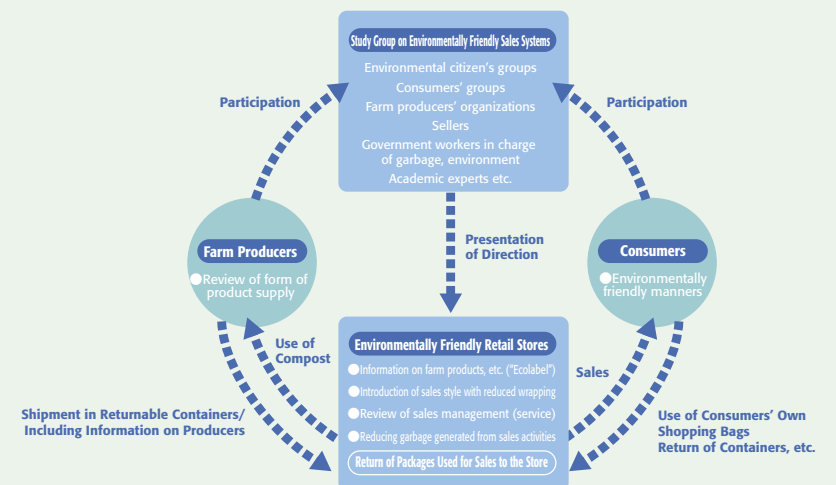 Study Group on Environmentally Friendly Sales Systems
Environmental citizen's groups
Consumers' groups
Farm producers' organizations
Sellers
Government workers in charge
of garbage, environment
Academic experts etc.
Participation
Participation
Farm Producers
●Review of form of
product supply
Presentation
of Direction
Consumers
●Environmentally
friendly manners
Use of
Compost
Shipment in Returnable Containers/
Including Information on Producers
Environmentally Friendly Retail Stores
●Information on farm products, etc. ("Ecolabel")
●Introduction of sales style with reduced wrapping
●Review of sales management (service)
●Reducing garbage generated from sales activities
Return of Packages Used for Sales to the Store
Sales
Use of Consumers' Own
Shopping Bags
Return of Containers, etc.